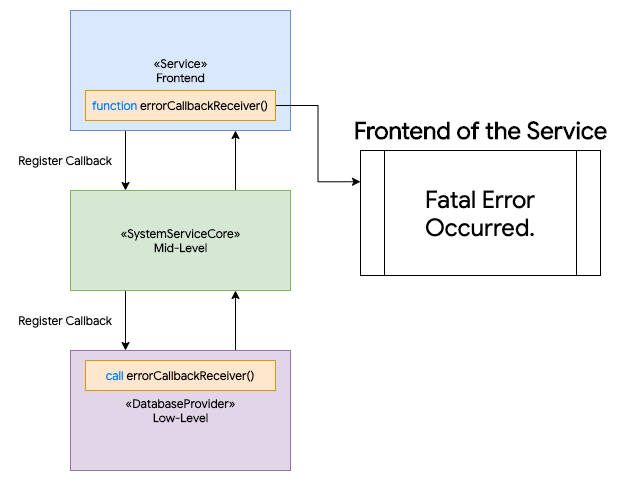 «Service»
Frontend
function errorCallbackReceiver()
Register Callback
«SystemServiceCore»
Mid-Level
Register Callback
call errorCallbackReceiver()
«DatabaseProvider»
Low-Level
Frontend of the Service
Fatal Error
Occurred.